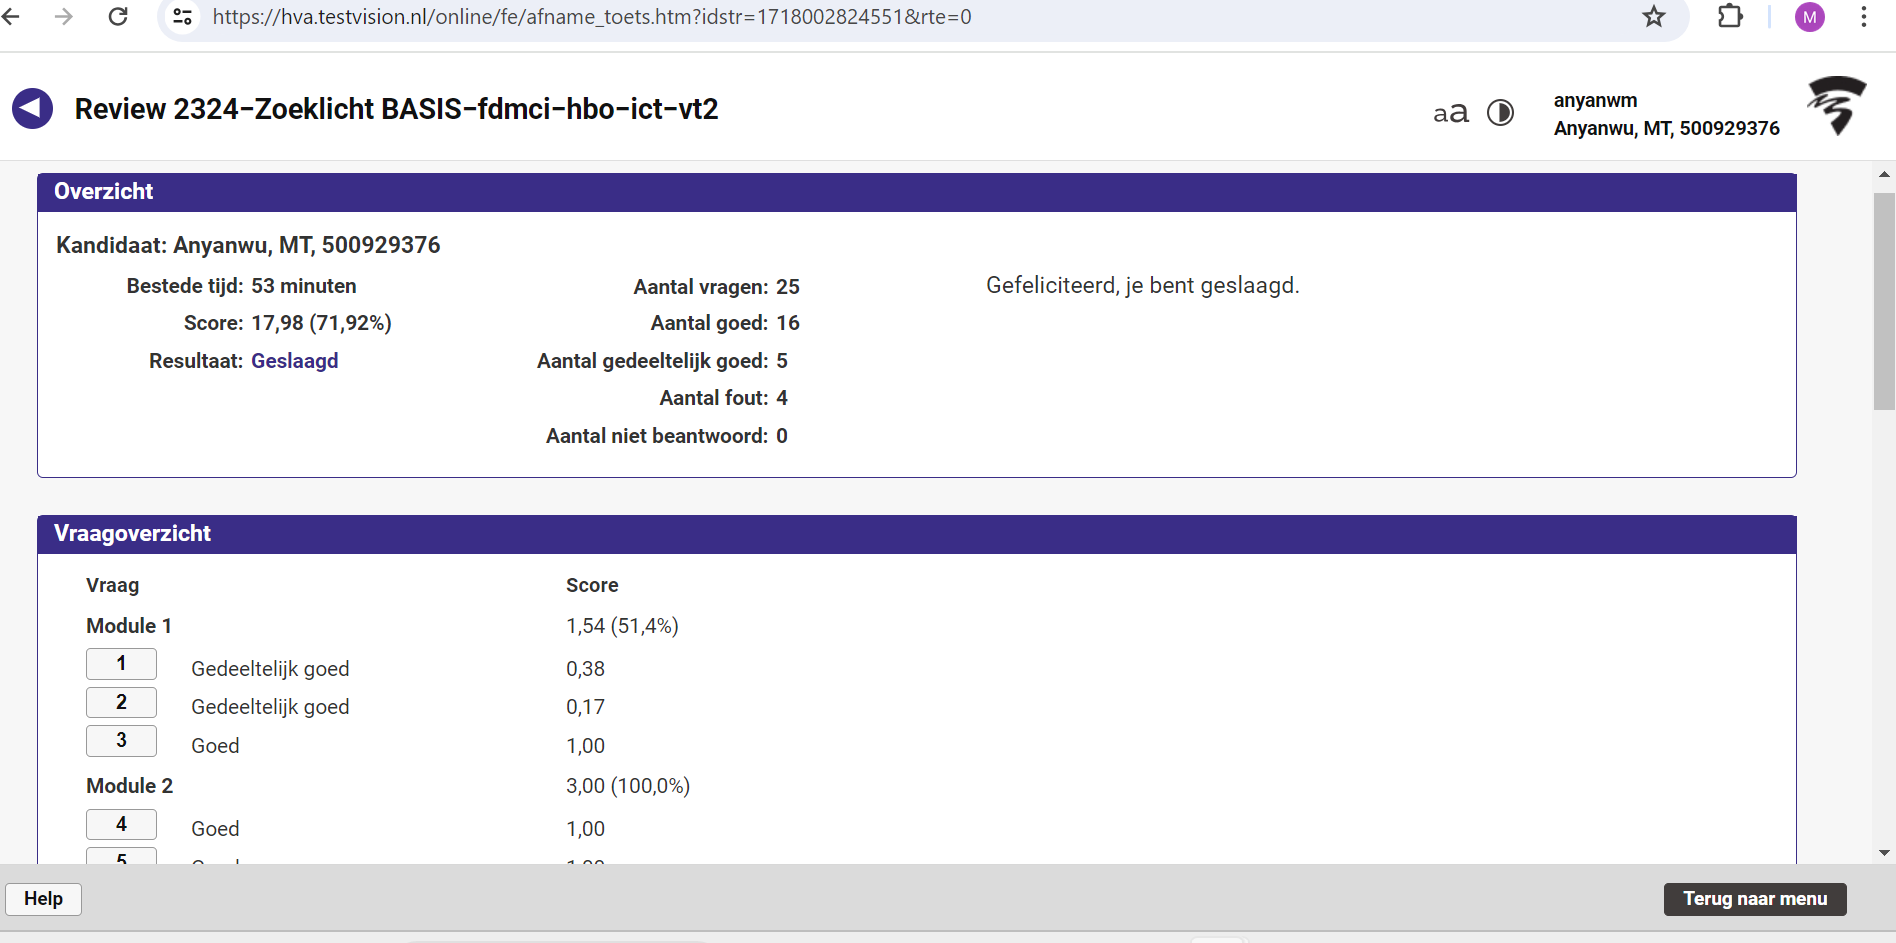 https://hva.testvision.nl/online/fe/afname_toets.htm?idstr=1718002824551&rte=0
M
Review 2324-Zoeklicht BASIS-fdmci-hbo-ict-vt2
aa
anyanwm
Anyanwu, MT, 500929376
Overzicht
Kandidaat: Anyanwu, MT, 500929376
Bestede tijd: 53 minuten
Score: 17,98 (71,92%)
Resultaat: Geslaagd
Aantal vragen: 25
Aantal goed: 16
Aantal gedeeltelijk goed: 5
Aantal fout: 4
Aantal niet beantwoord: 0
Gefeliciteerd, je bent geslaagd.
Vraagoverzicht
Vraag Score
Module 1 1,54 (51,4%)
1 Gedeeltelijk goed 0,38
2 Gedeeltelijk goed 0,17
3 Goed 1,00
Module 2 3,00 (100,0%)
4 Goed 1,00
5
Help
Terug naar menu